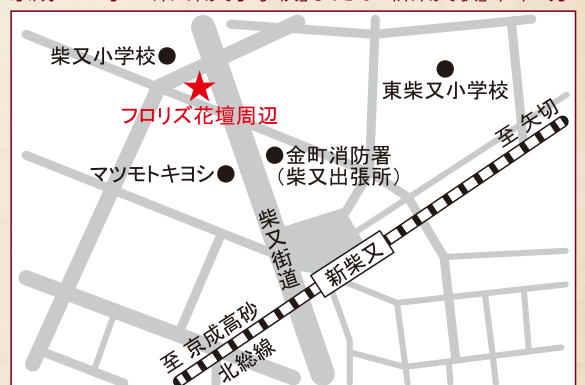 柴又小学校
東柴又小学校
フロリズ花壇周辺
至 矢切
金町消防署
（柴又出張所）
マツモトキヨシ
柴又街道
新柴又
至 京成高砂
北総線